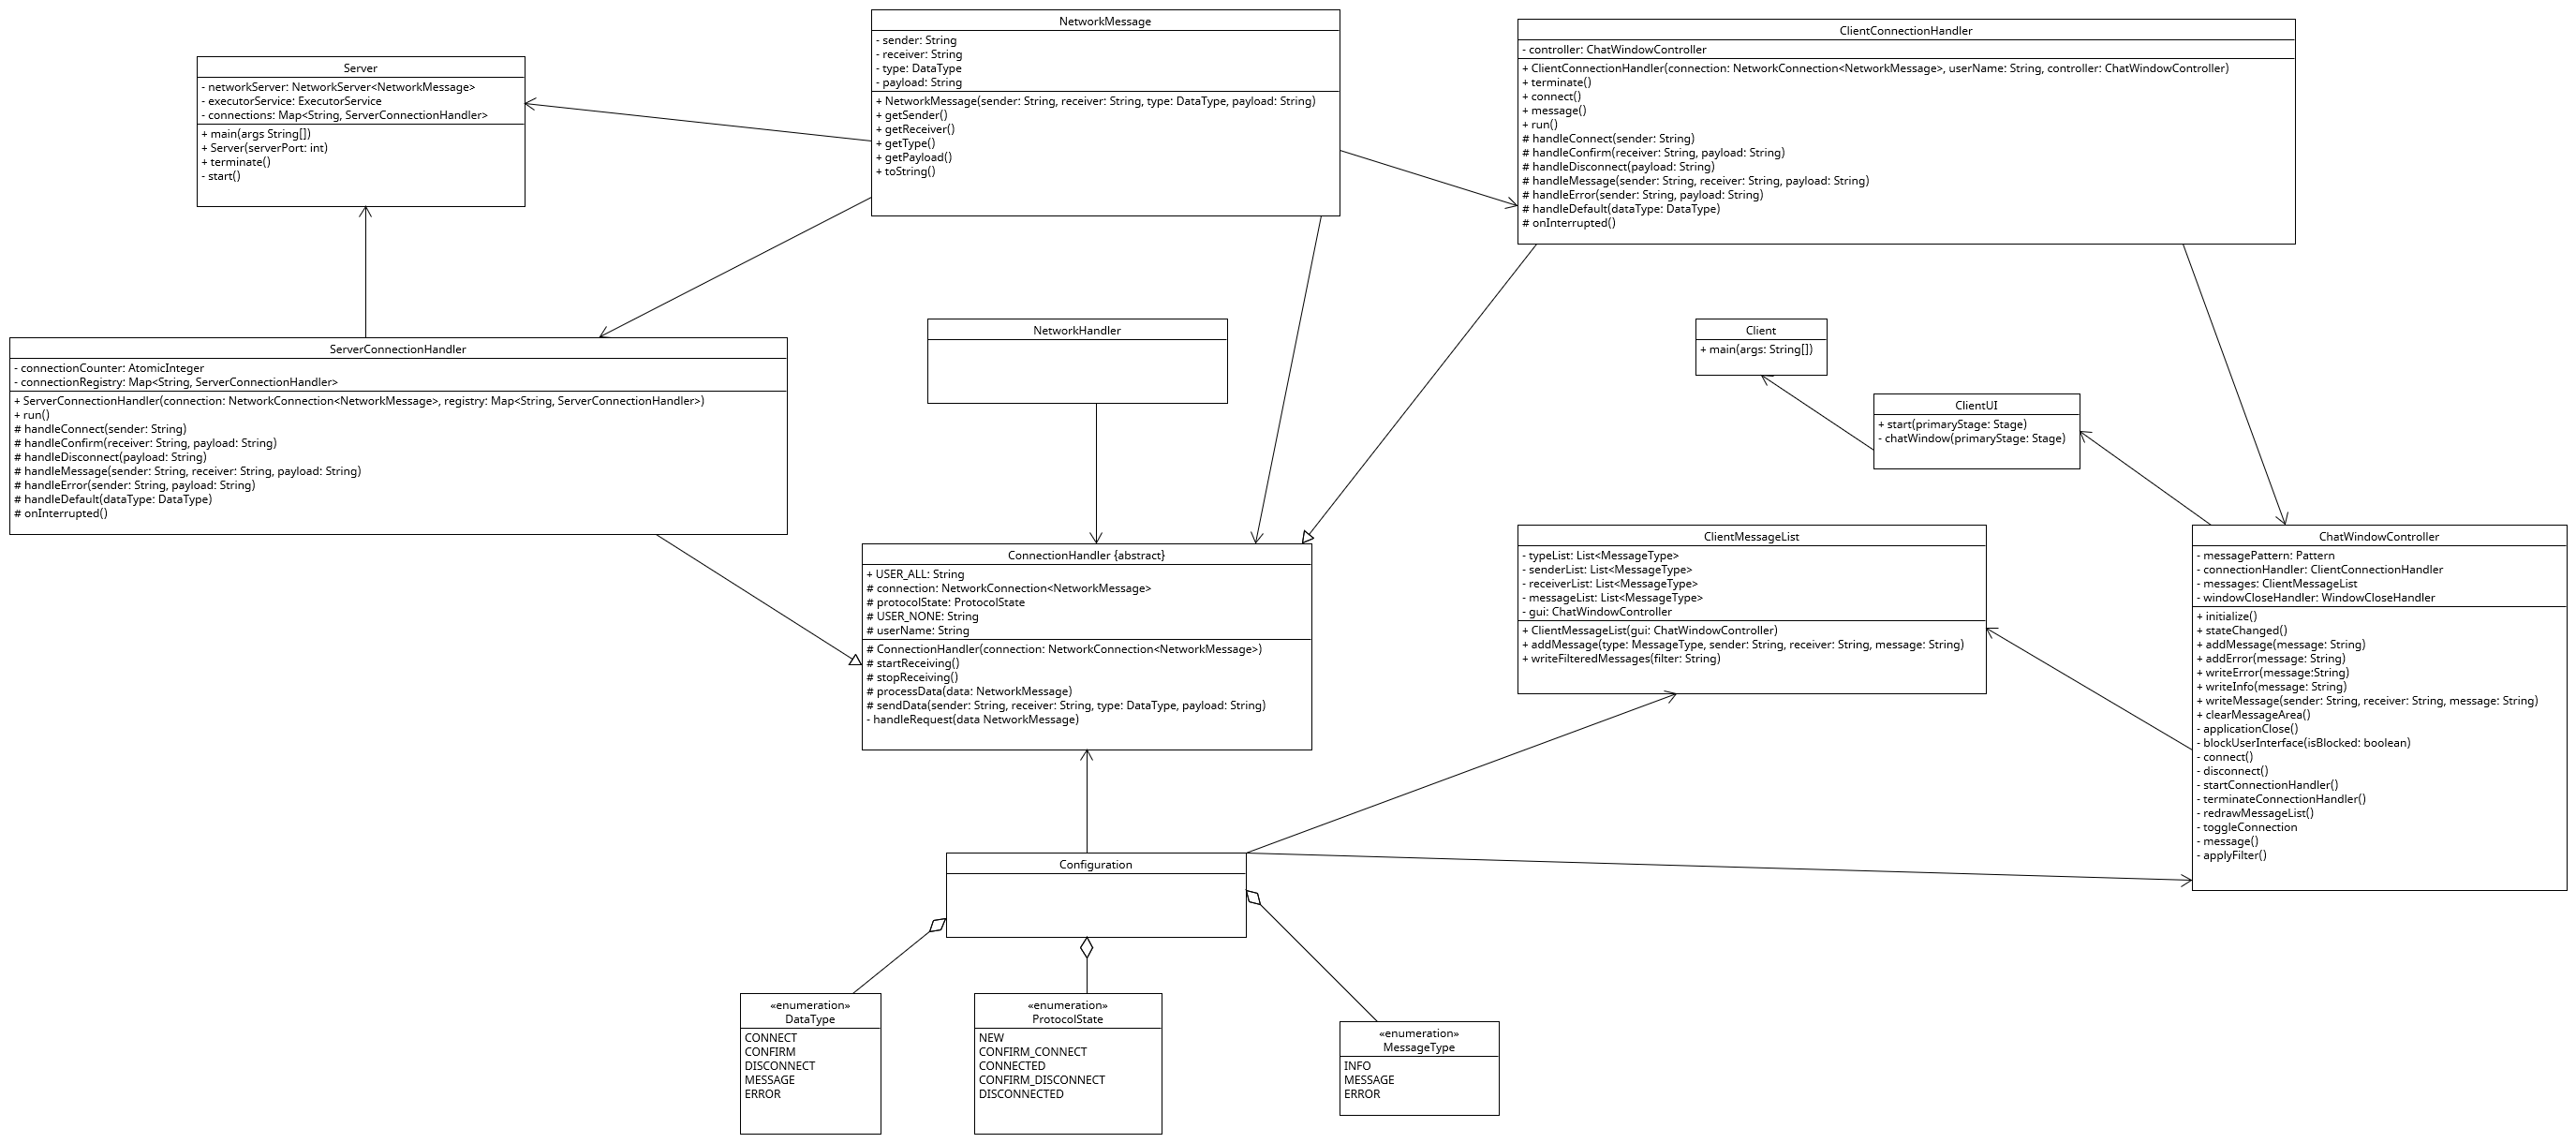 NetworkMessage
- sender: String
- receiver: String
- type: DataType
- payload: String
+ NetworkMessage(sender: String, receiver: String, type: DataType, payload: String)
+ getSender()
+ getReceiver()
+ getType()
+ getPayload()
+ toString()
ClientConnectionHandler
- controller: ChatWindowController
+ ClientConnectionHandler(connection: NetworkConnection<NetworkMessage>, userName: String, controller: ChatWindowController)
+ terminate()
+ connect()
+ message()
+ run()
# handleConnect(sender: String)
# handleConfirm(receiver: String, payload: String)
# handleDisconnect(payload: String)
# handleMessage(sender: String, receiver: String, payload: String)
# handleError(sender: String, payload: String)
# handleDefault(dataType: DataType)
# onInterrupted()
Server
- networkServer: NetworkServer<NetworkMessage>
- executorService: ExecutorService
- connections: Map<String, ServerConnectionHandler>
+ main(args String[])
+ Server(serverPort: int)
+ terminate()
- start()
ServerConnectionHandler
- connectionCounter: AtomicInteger
- connectionRegistry: Map<String, ServerConnectionHandler>
+ ServerConnectionHandler(connection: NetworkConnection<NetworkMessage>, registry: Map<String, ServerConnectionHandler>)
+ run()
# handleConnect(sender: String)
# handleConfirm(receiver: String, payload: String)
# handleDisconnect(payload: String)
# handleMessage(sender: String, receiver: String, payload: String)
# handleError(sender: String, payload: String)
# handleDefault(dataType: DataType)
# onInterrupted()
NetworkHandler
Client
+ main(args: String[])
ClientUI
+ start(primaryStage: Stage)
- chatWindow(primaryStage: Stage)
ConnectionHandler {abstract}
+ USER_ALL: String
# connection: NetworkConnection<NetworkMessage>
# protocolState: ProtocolState
# USER_NONE: String
# userName: String
# ConnectionHandler(connection: NetworkConnection<NetworkMessage>)
# startReceiving()
# stopReceiving()
# processData(data: NetworkMessage)
# sendData(sender: String, receiver: String, type: DataType, payload: String)
- handleRequest(data NetworkMessage)
ClientMessageList
- typeList: List<MessageType>
- senderList: List<MessageType>
- receiverList: List<MessageType>
- messageList: List<MessageType>
- gui: ChatWindowController
+ ClientMessageList(gui: ChatWindowController)
+ addMessage(type: MessageType, sender: String, receiver: String, message: String)
+ writeFilteredMessages(filter: String)
ChatWindowController
- messagePattern: Pattern
- connectionHandler: ClientConnectionHandler
- messages: ClientMessageList
- windowCloseHandler: WindowCloseHandler
+ initialize()
+ stateChanged()
+ addMessage(message: String)
+ addError(message: String)
+ writeError(message:String)
+ writeInfo(message: String)
+ writeMessage(sender: String, receiver: String, message: String)
+ clearMessageArea()
- applicationClose()
- blockUserInterface(isBlocked: boolean)
- connect()
- disconnect()
- startConnectionHandler()
- terminateConnectionHandler()
- redrawMessageList()
- toggleConnection
- message()
- applyFilter()
Configuration
«enumeration»
DataType
CONNECT
CONFIRM
DISCONNECT
MESSAGE
ERROR
«enumeration»
ProtocolState
NEW
CONFIRM_CONNECT
CONNECTED
CONFIRM_DISCONNECT
DISCONNECTED
«enumeration»
MessageType
INFO
MESSAGE
ERROR